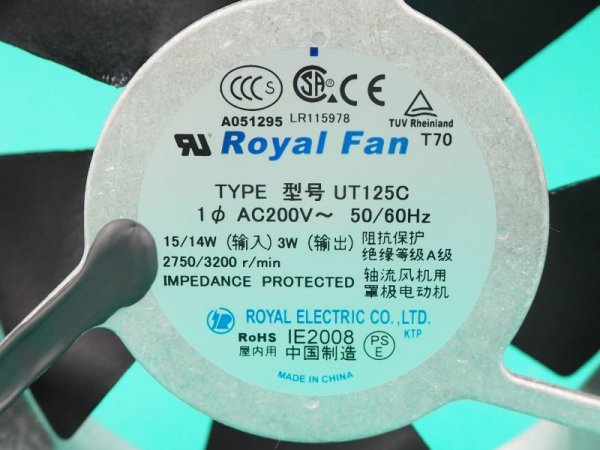 CCC S SA CE
A051295 LR115978 TUV Rheinland
Royal Fan T70
TYPE 型号 UT125C
1ϕ AC200V～ 50/60Hz
15/14W (输入) 3W (输出) 阻抗保护
2750/3200 r/min 绝缘等级A级
IMPEDANCE PROTECTED 轴流风机用
罩极电动机
ROYAL ELECTRIC CO.,LTD.
KTP
RoHS IE2008 PS
屋内用 中国制造 E
MADE IN CHINA